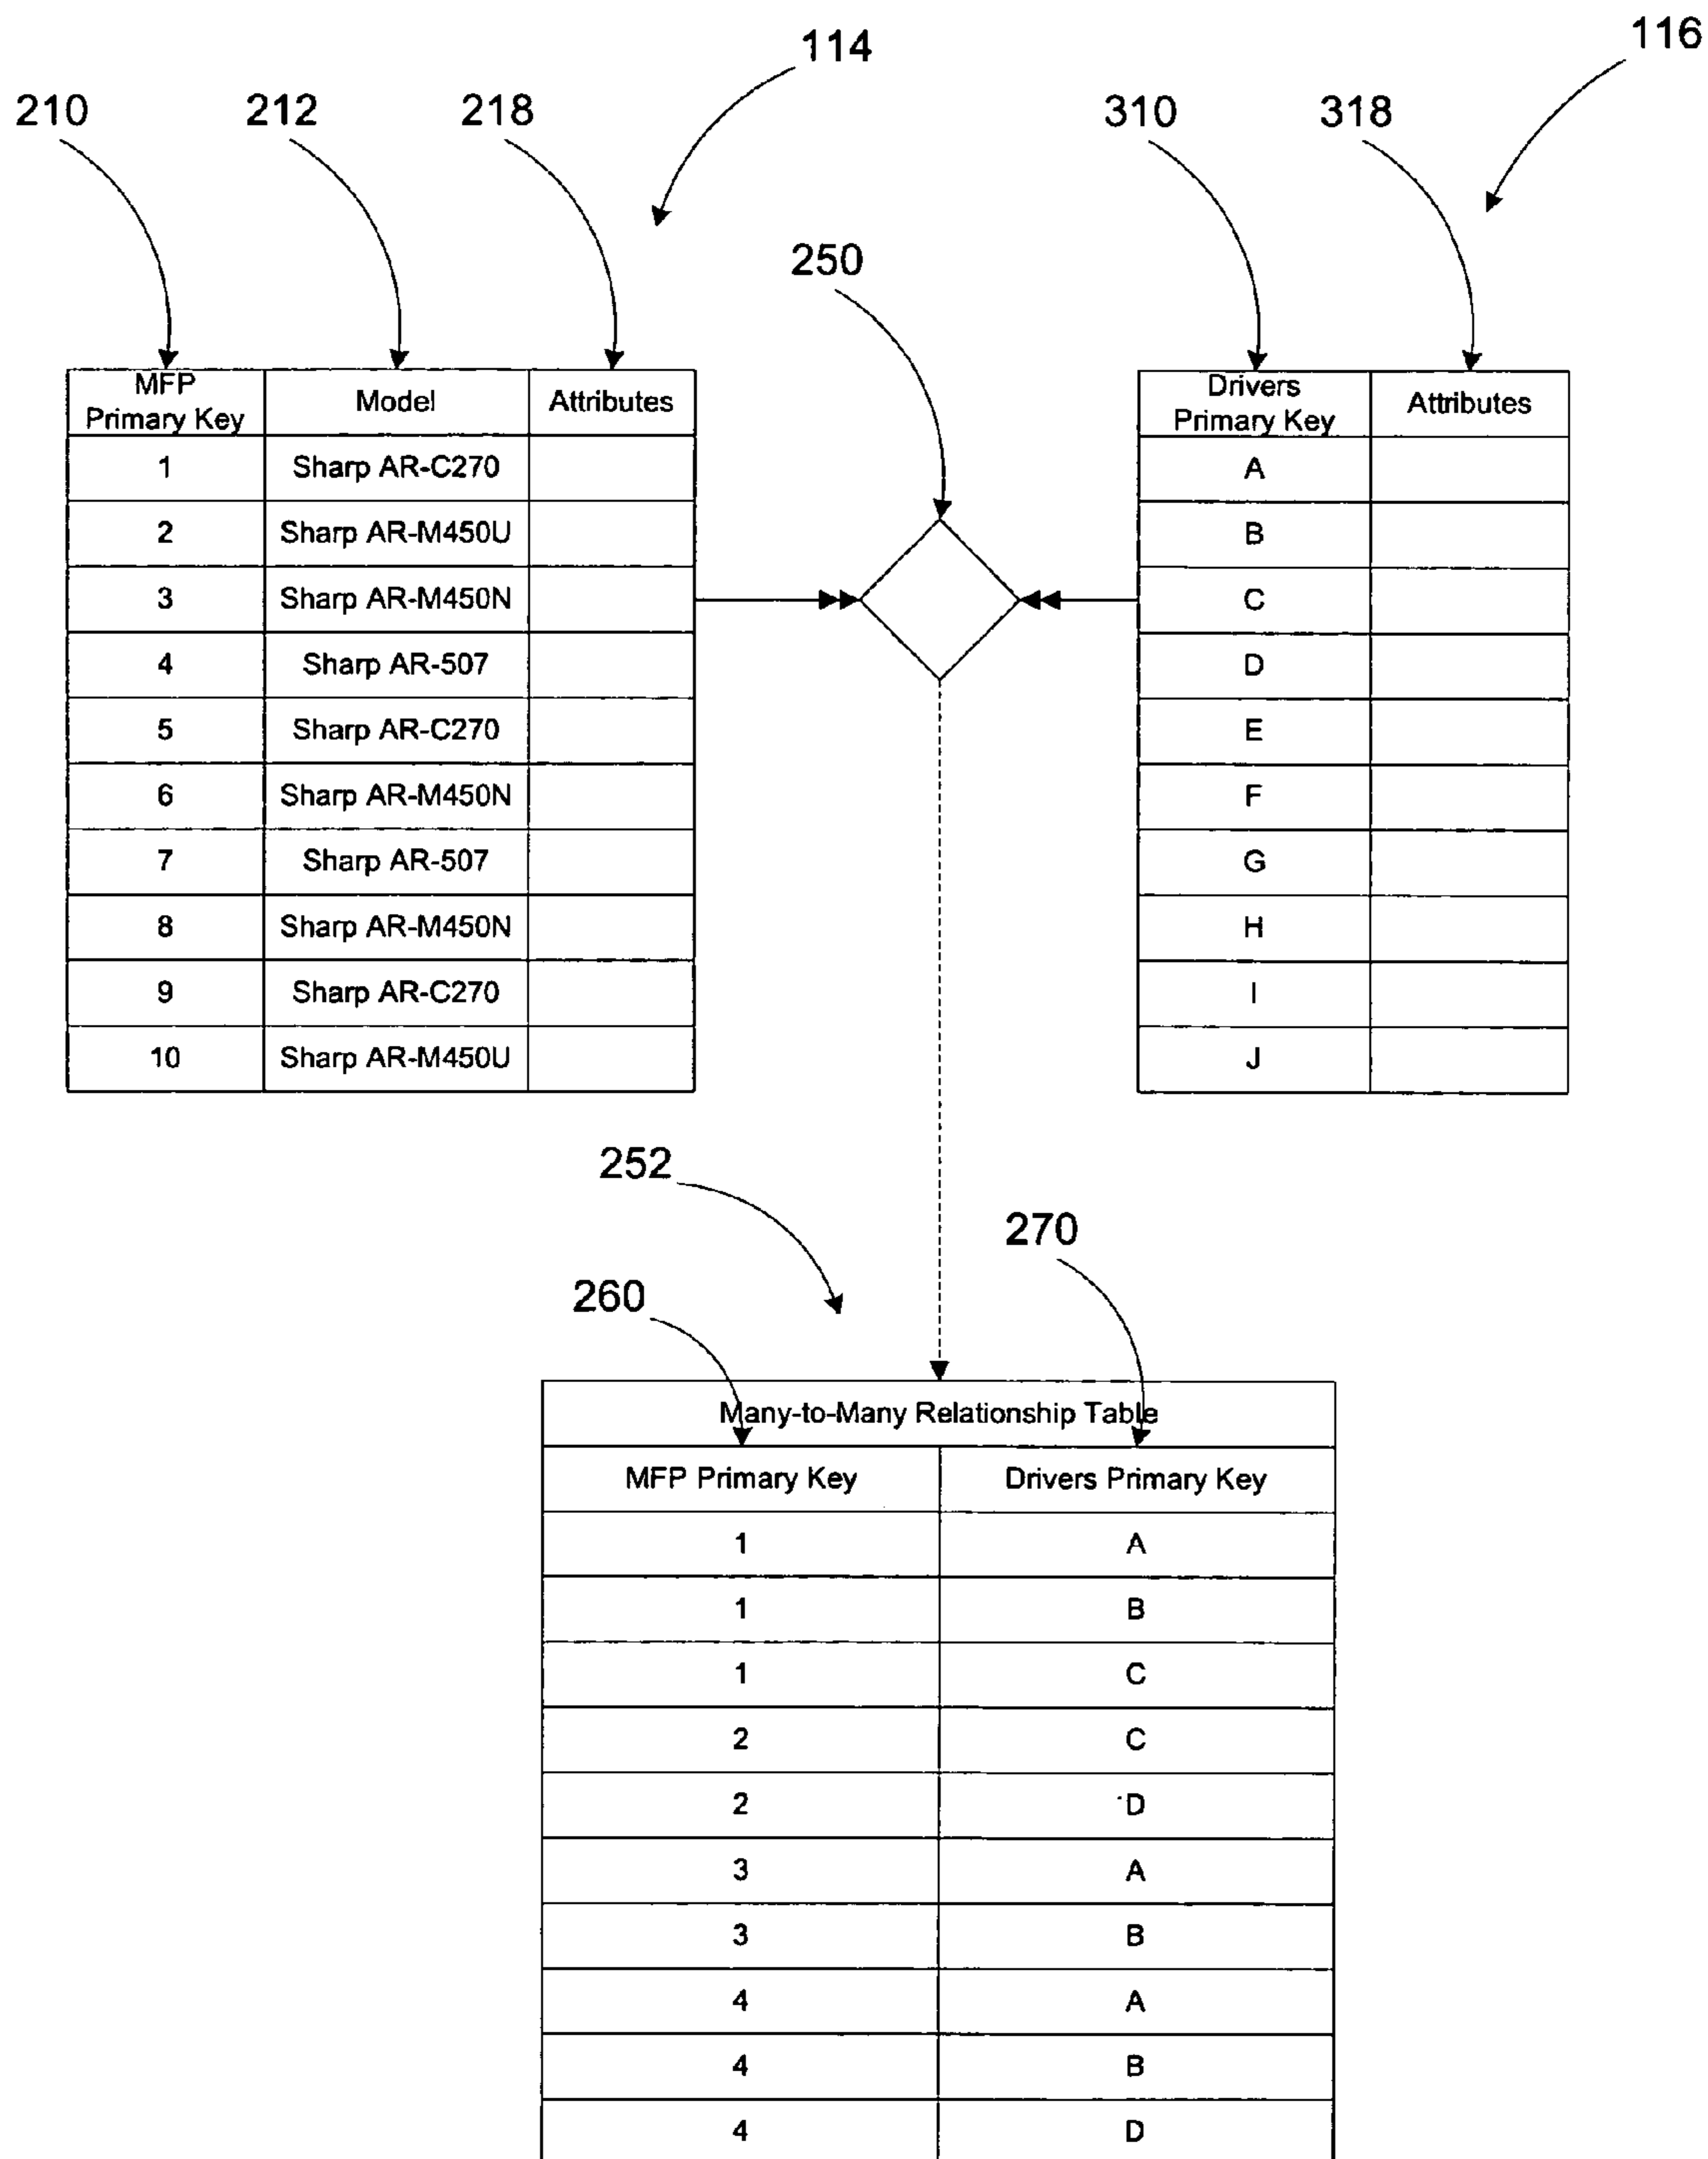 114
116
210
212
218
310
318
250
MFP
Primary Key
Model
Attributes
1
Sharp AR-C270
2
Sharp AR-M450U
3
Sharp AR-M450N
4
Sharp AR-507
5
Sharp AR-C270
6
Sharp AR-M450N
7
Sharp AR-507
8
Sharp AR-M450N
9
Sharp AR-C270
10
Sharp AR-M450U
Drivers
Primary Key
Attributes
A
B
C
D
E
F
G
H
I
J
252
270
260
Many-to-Many Relationship Table
MFP Primary Key
Drivers Primary Key
1
A
1
B
1
C
2
C
2
D
3
A
3
B
4
A
4
B
4
D